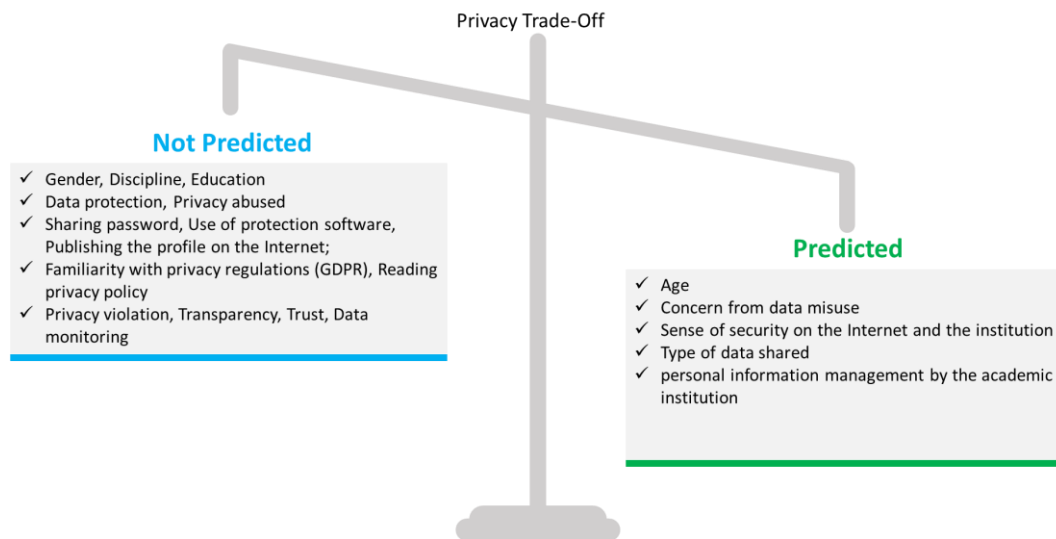 Privacy Trade-Off
Not Predicted
✓ Gender, Discipline, Education
✓ Data protection, Privacy abused
✓ Sharing password, Use of protection software,
Publishing the profile on the Internet;
✓ Familiarity with privacy regulations (GDPR), Reading
privacy policy
✓ Privacy violation, Transparency, Trust, Data
monitoring
Predicted
✓ Age
✓ Concern from data misuse
✓ Sense of security on the Internet and the institution
✓ Type of data shared
✓ personal information management by the academic
institution